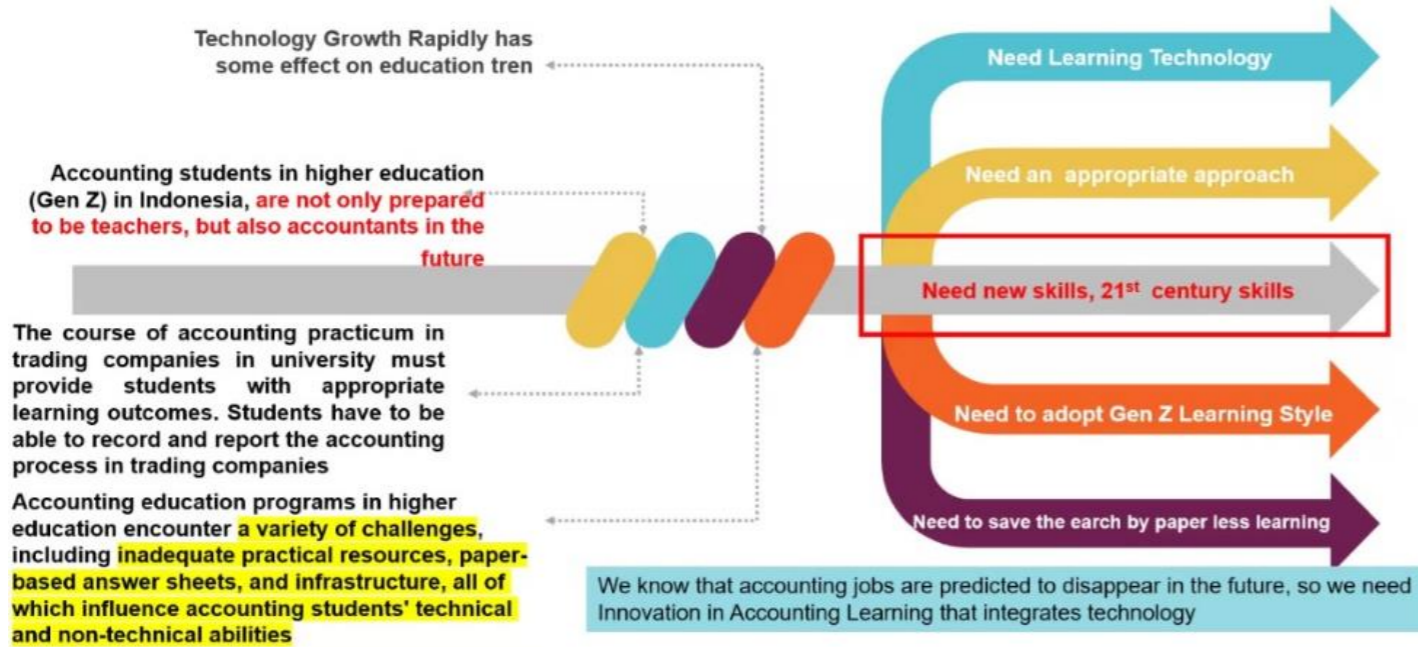 Technology Growth Rapidly has
some effect on education tren
Accounting students in higher education
(Gen Z) in Indonesia, are not only prepared
to be teachers, but also accountants in the
future
The course of accounting practicum in
trading companies in university must
provide students with appropriate
learning outcomes. Students have to be
able to record and report the accounting
process in trading companies
Accounting education programs in higher
education encounter a variety of challenges,
including inadequate practical resources, paper-
based answer sheets, and infrastructure, all of
which influence accounting students' technical
and non-technical abilities
Need Learning Technology
Need an appropriate approach
Need new skills, 21st century skills
Need to adopt Gen Z Learning Style
Need to save the earch by paper less learning
We know that accounting jobs are predicted to disappear in the future, so we need
Innovation in Accounting Learning that integrates technology